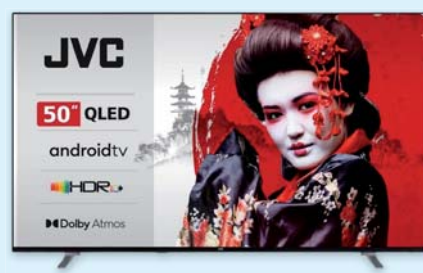 JVC
50" QLED
androidtv
HDR
Dolby Atmos